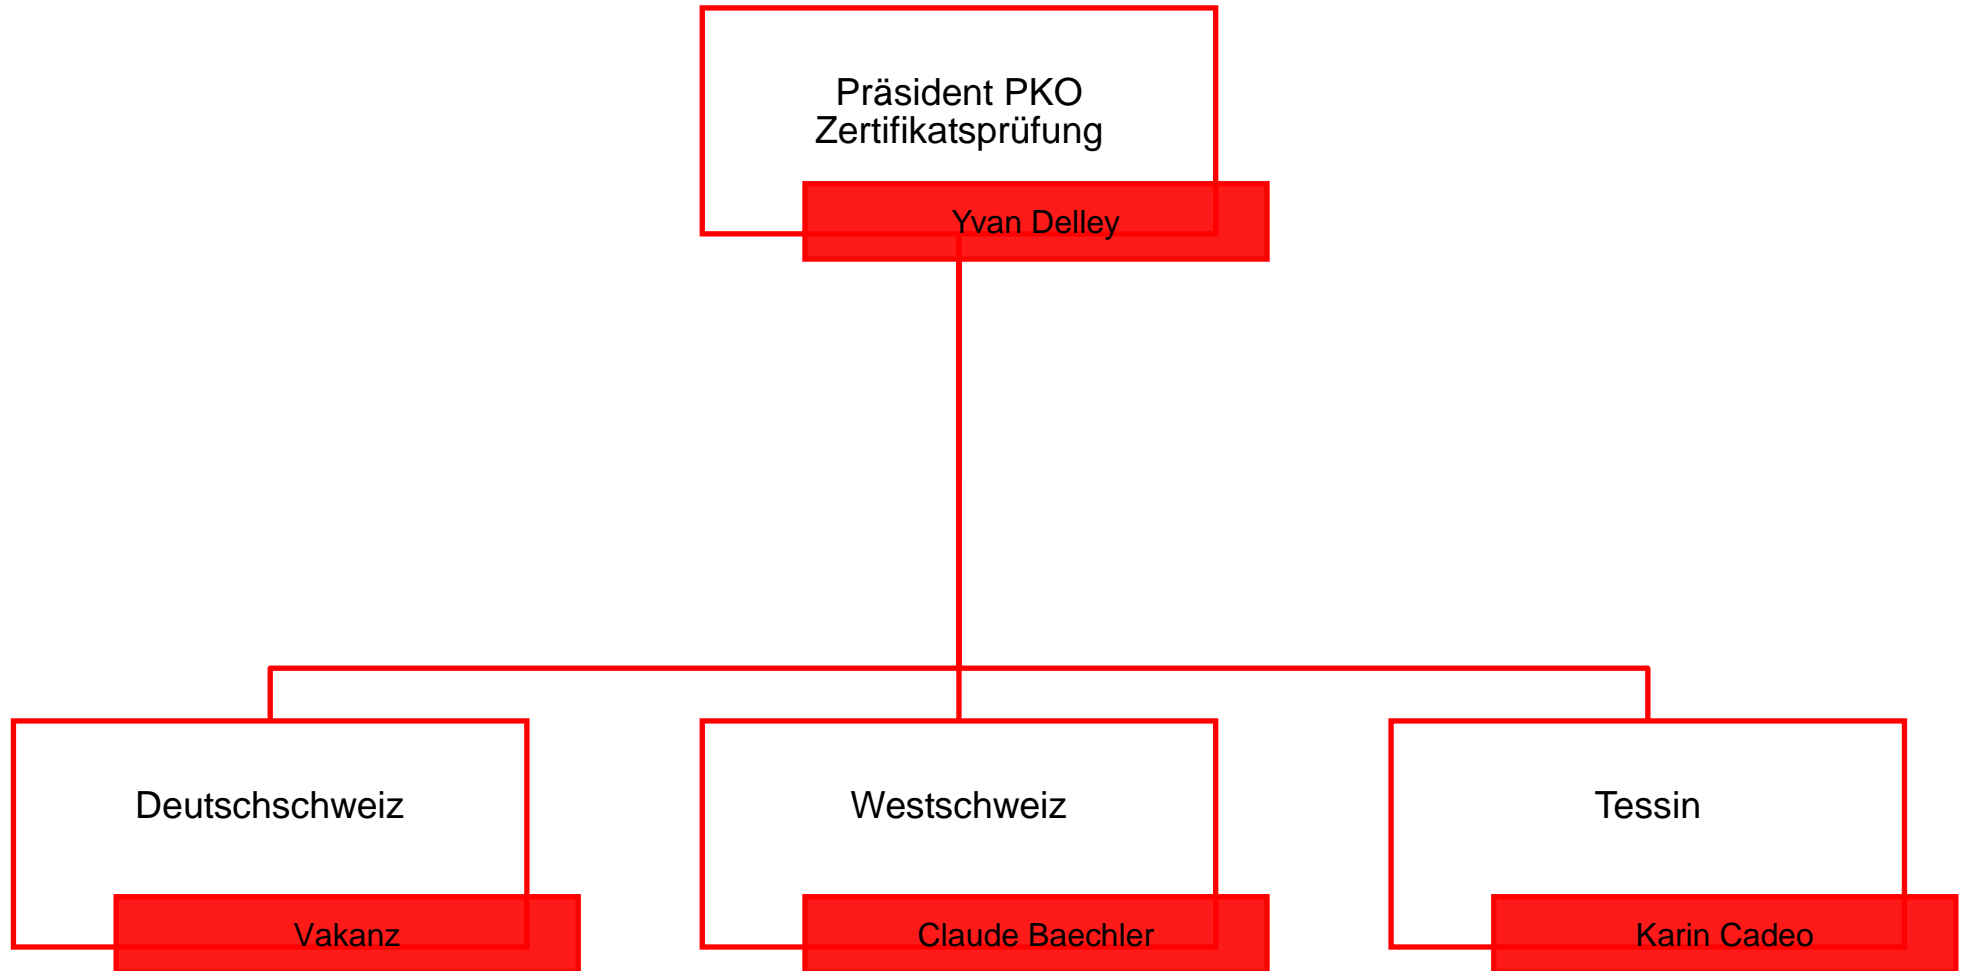 Präsident PKO
Zertifikatsprüfung
Yvan Delley
Deutschschweiz
Vakanz
Westschweiz
Claude Baechler
Tessin
Karin Cadeo